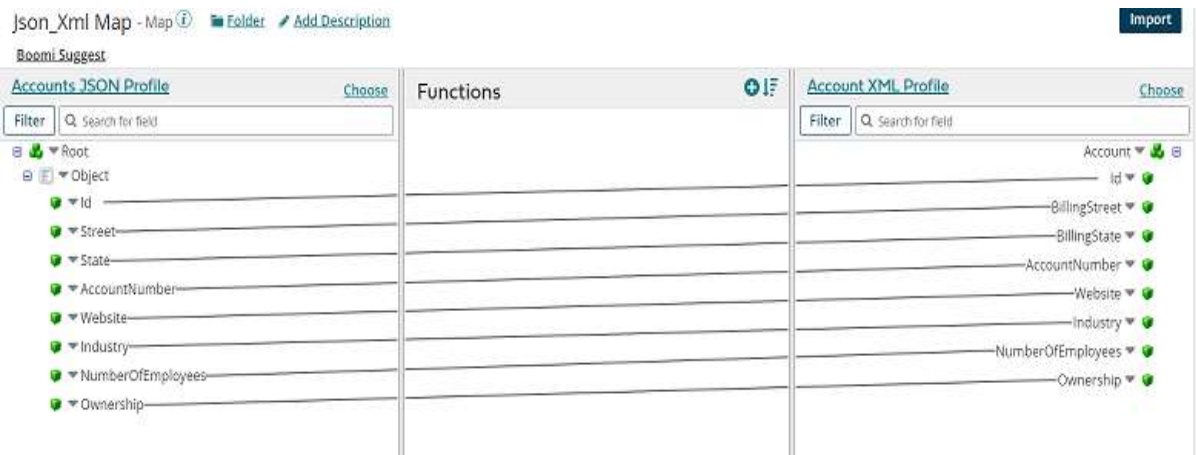 Json_Xml Map - Map i Folder Add Description
Import
Boomi Suggest
Accounts JSON Profile Choose
Filter Search for field
Root
Object
Id
Street
State
AccountNumber
Website
Industry
NumberOfEmployees
Ownership
Functions
Account XML Profile Choose
Filter Search for field
Account
Id
BillingStreet
BillingState
AccountNumber
Website
Industry
NumberOfEmployees
Ownership